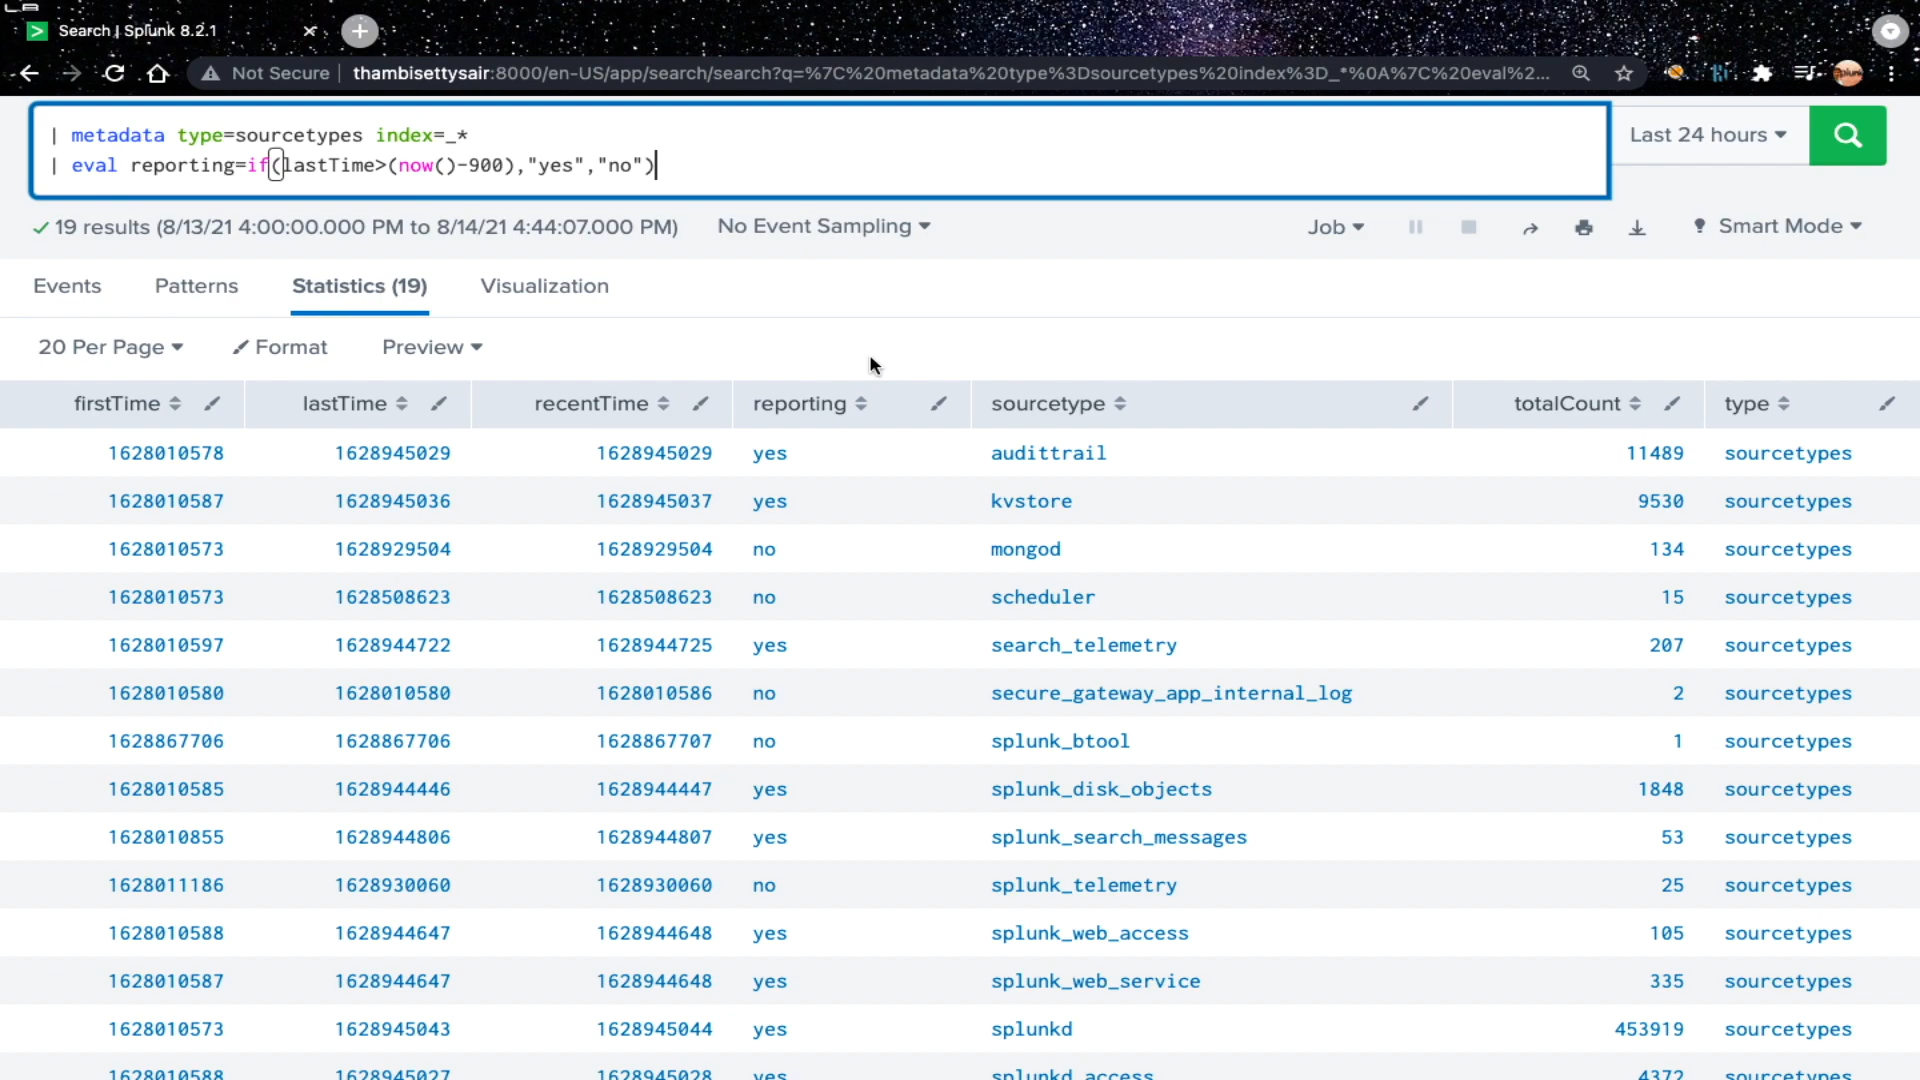 Search | Splunk 8.2.1
Not Secure thambisettysair:8000/en-US/app/search/search?q=%7C%20metadata%20type%3Dsourcetypes%20index%3D_*%0A%7C%20eval%2...
| metadata type=sourcetypes index=_*
| eval reporting=if(lastTime>(now()-900),"yes","no")
Last 24 hours
19 results (8/13/21 4:00:00.000 PM to 8/14/21 4:44:07.000 PM) No Event Sampling Job Smart Mode
Events Patterns Statistics (19) Visualization
20 Per Page Format Preview
firstTime lastTime recentTime reporting sourcetype totalCount type
1628010578 1628945029 1628945029 yes audittrail 11489 sourcetypes
1628010587 1628945036 1628945037 yes kvstore 9530 sourcetypes
1628010573 1628929504 1628929504 no mongod 134 sourcetypes
1628010573 1628508623 1628508623 no scheduler 15 sourcetypes
1628010597 1628944722 1628944725 yes search_telemetry 207 sourcetypes
1628010580 1628010580 1628010586 no secure_gateway_app_internal_log 2 sourcetypes
1628867706 1628867706 1628867707 no splunk_btool 1 sourcetypes
1628010585 1628944446 1628944447 yes splunk_disk_objects 1848 sourcetypes
1628010855 1628944806 1628944807 yes splunk_search_messages 53 sourcetypes
1628011186 1628930060 1628930060 no splunk_telemetry 25 sourcetypes
1628010588 1628944647 1628944648 yes splunk_web_access 105 sourcetypes
1628010587 1628944647 1628944648 yes splunk_web_service 335 sourcetypes
1628010573 1628945043 1628945044 yes splunkd 453919 sourcetypes
1628010588 1628945027 1628945028 yes splunkd_access 4372 sourcetypes